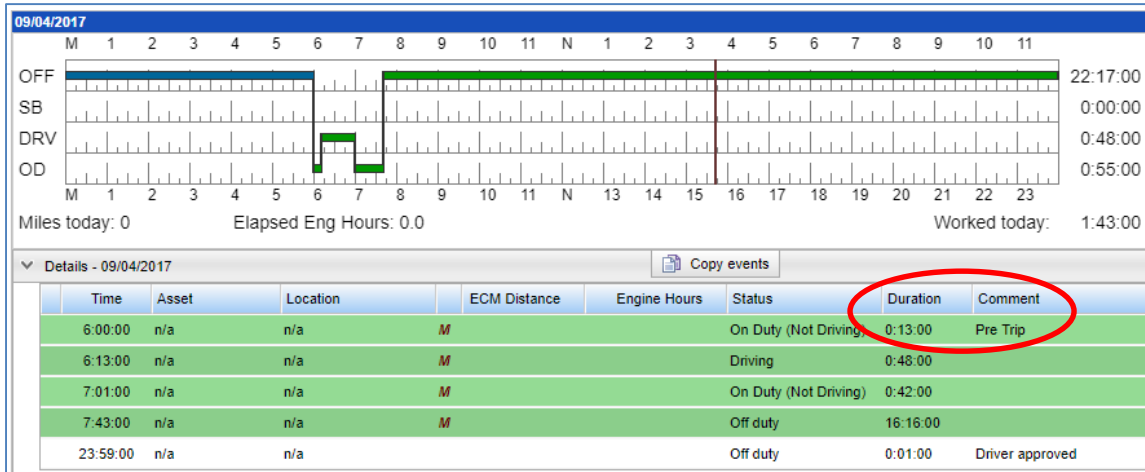 09/04/2017
M 1 2 3 4 5 6 7 8 9 10 11 N 1 2 3 4 5 6 7 8 9 10 11
OFF 22:17:00
SB 0:00:00
DRV 0:48:00
OD 0:55:00
M 1 2 3 4 5 6 7 8 9 10 11 N 13 14 15 16 17 18 19 20 21 22 23
Miles today: 0 Elapsed Eng Hours: 0.0 Worked today: 1:43:00
Details - 09/04/2017 Copy events
Time Asset Location ECM Distance Engine Hours Status Duration Comment
6:00:00 n/a n/a M On Duty (Not Driving) 0:13:00 Pre Trip
6:13:00 n/a n/a M Driving 0:48:00
7:01:00 n/a n/a M On Duty (Not Driving) 0:42:00
7:43:00 n/a n/a M Off duty 16:16:00
23:59:00 n/a n/a Off duty 0:01:00 Driver approved